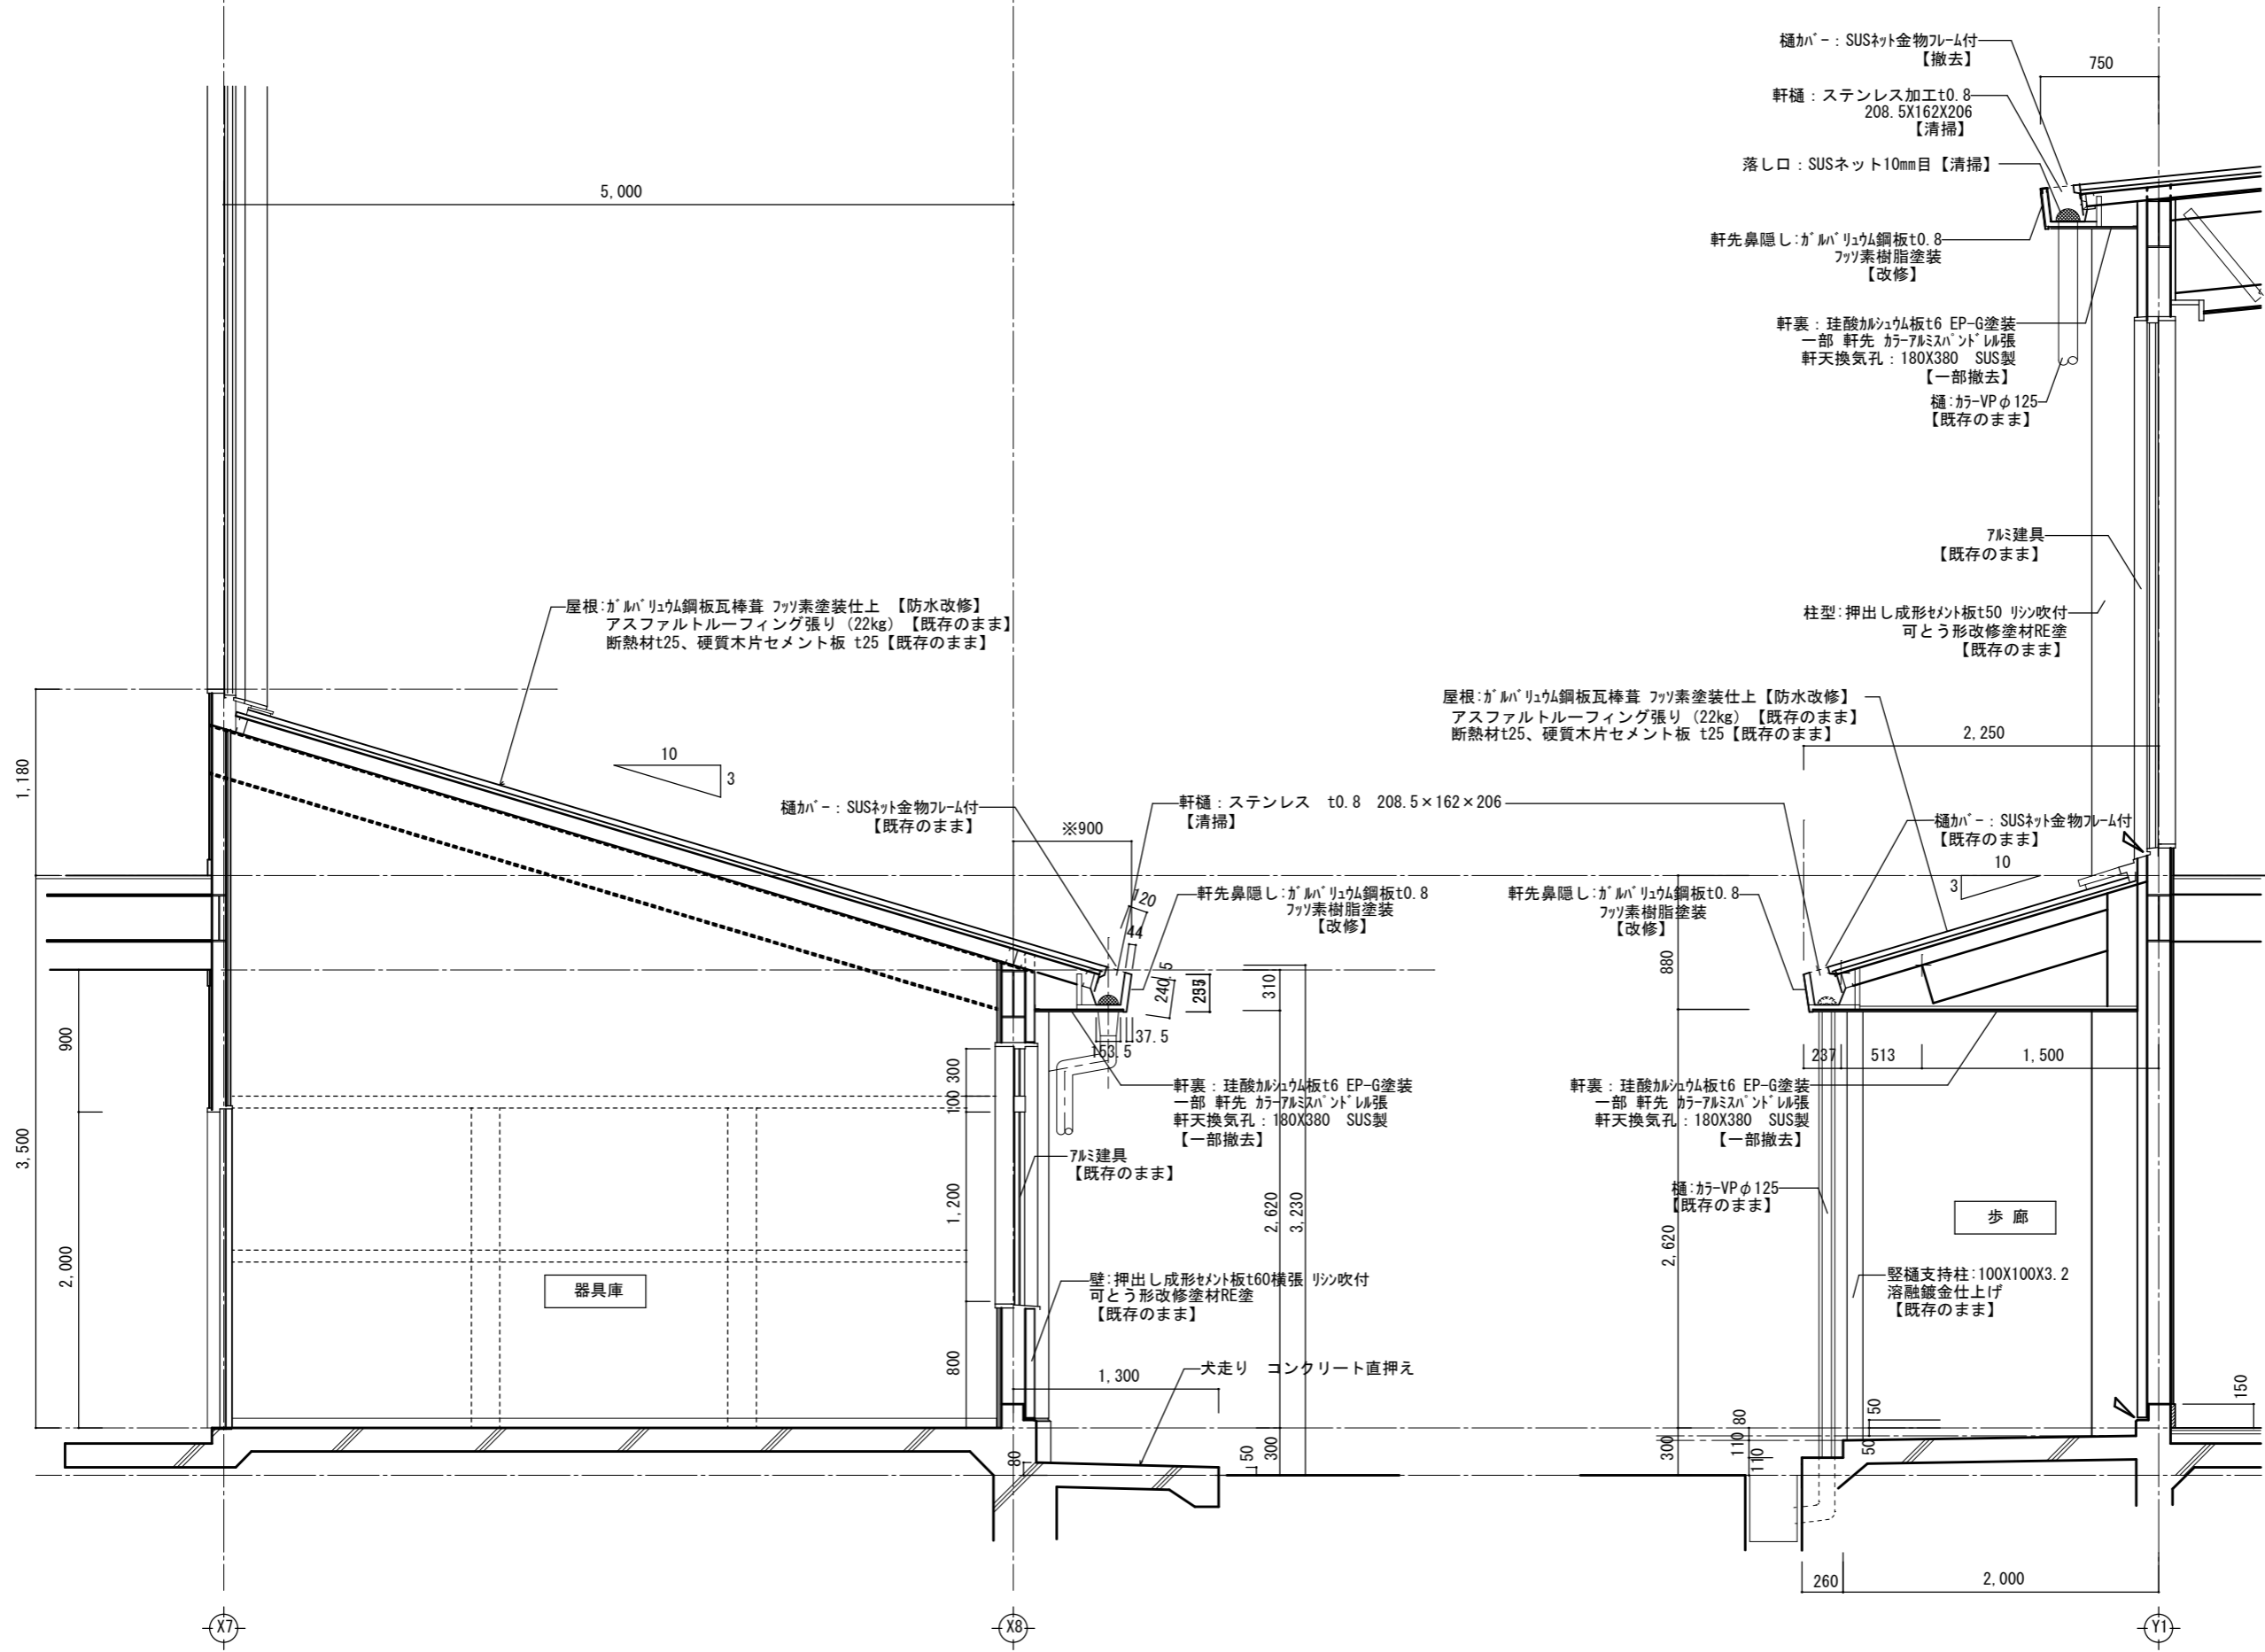 樋ｶﾊﾞｰ：SUSﾈｯﾄ金物ﾌﾚｰﾑ付
【撤去】
750
軒樋：ステンレス加工t0.8
208.5X162X206
【清掃】
落し口：SUSネット10mm目【清掃】
5,000
軒先鼻隠し:ｶﾞﾙﾊﾞﾘｭｳﾑ鋼板t0.8
ﾌｯｿ素樹脂塗装
【改修】
軒裏：珪酸ｶﾙｼｭｳﾑ板t6 EP-G塗装
一部 軒先 ｶﾗｰｱﾙﾐｽﾊﾟﾝﾄﾞﾚﾙ張
軒天換気孔：180X380 SUS製
【一部撤去】
樋:ｶﾗｰVPφ125
【既存のまま】
ｱﾙﾐ建具
【既存のまま】
柱型:押出し成形ｾﾒﾝﾄ板t50 ﾘｼﾝ吹付
可とう形改修塗材RE塗
【既存のまま】
屋根:ｶﾞﾙﾊﾞﾘｭｳﾑ鋼板瓦棒葺 ﾌｯｿ素塗装仕上 【防水改修】
アスファルトルーフィング張り（22kg）【既存のまま】
断熱材t25、硬質木片セメント板 t25【既存のまま】
屋根:ｶﾞﾙﾊﾞﾘｭｳﾑ鋼板瓦棒葺 ﾌｯｿ素塗装仕上【防水改修】
アスファルトルーフィング張り（22kg）【既存のまま】
断熱材t25、硬質木片セメント板 t25【既存のまま】
2,250
10
3
1,180
樋ｶﾊﾞｰ：SUSﾈｯﾄ金物ﾌﾚｰﾑ付
【既存のまま】
※900
軒樋：ステンレス t0.8 208.5×162×206
【清掃】
樋ｶﾊﾞｰ：SUSﾈｯﾄ金物ﾌﾚｰﾑ付
【既存のまま】
10
3
120
44
240.5
310
軒先鼻隠し:ｶﾞﾙﾊﾞﾘｭｳﾑ鋼板t0.8
ﾌｯｿ素樹脂塗装
【改修】
軒先鼻隠し:ｶﾞﾙﾊﾞﾘｭｳﾑ鋼板t0.8
ﾌｯｿ素樹脂塗装
【改修】
880
37.5
153.5
237
513
1,500
900
300
100
軒裏：珪酸ｶﾙｼｭｳﾑ板t6 EP-G塗装
一部 軒先 ｶﾗｰｱﾙﾐｽﾊﾟﾝﾄﾞﾚﾙ張
軒天換気孔：180X380 SUS製
【一部撤去】
軒裏：珪酸ｶﾙｼｭｳﾑ板t6 EP-G塗装
一部 軒先 ｶﾗｰｱﾙﾐｽﾊﾟﾝﾄﾞﾚﾙ張
軒天換気孔：180X380 SUS製
【一部撤去】
3,500
ｱﾙﾐ建具
【既存のまま】
1,200
2,620
3,230
樋:ｶﾗｰVPφ125
【既存のまま】
歩 廊
2,620
2,000
器具庫
壁:押出し成形ｾﾒﾝﾄ板t60横張 ﾘｼﾝ吹付
可とう形改修塗材RE塗
【既存のまま】
竪樋支持柱:100X100X3.2
溶融鍍金仕上げ
【既存のまま】
800
1,300
犬走り コンクリート直押え
150
50
80
110
110
50
300
80
50
300
260
2,000
X7
X8
Y1